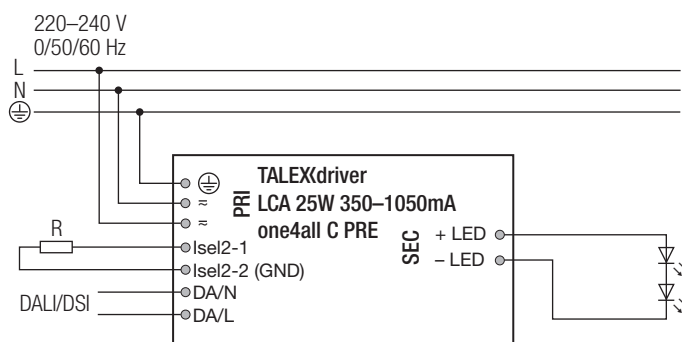 220–240 V
0/50/60 Hz
L
N
PRI
TALEXXdriver
LCA 25W 350–1050mA
one4all C PRE
≂
≂
R
Isel2-1
Isel2-2 (GND)
DALI/DSI
DA/N
DA/L
SEC
+ LED
– LED